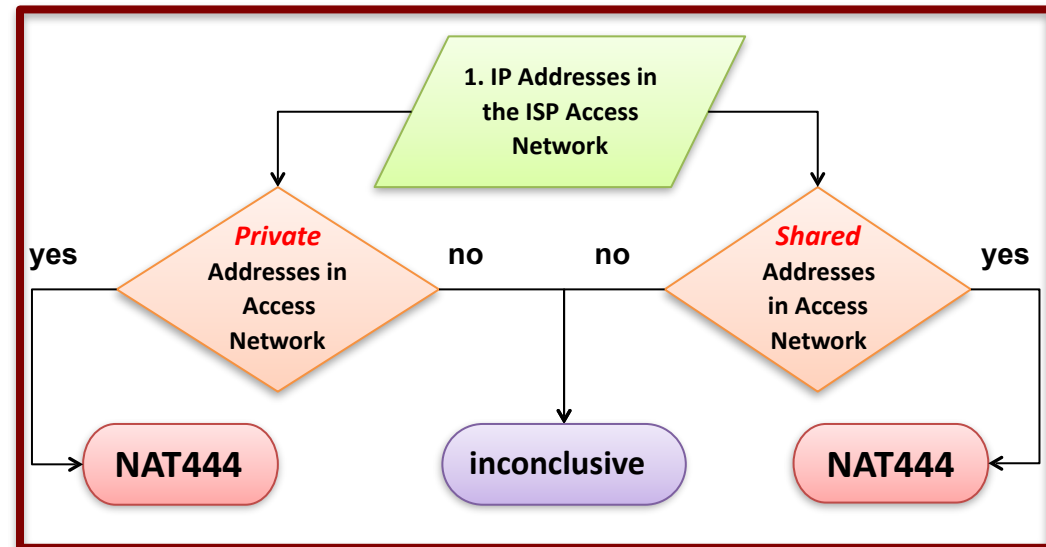 1. IP Addresses in
the ISP Access
Network
yes
Private
Addresses in
Access
Network
no
no
Shared
Addresses
in Access
Network
yes
NAT444
inconclusive
NAT444